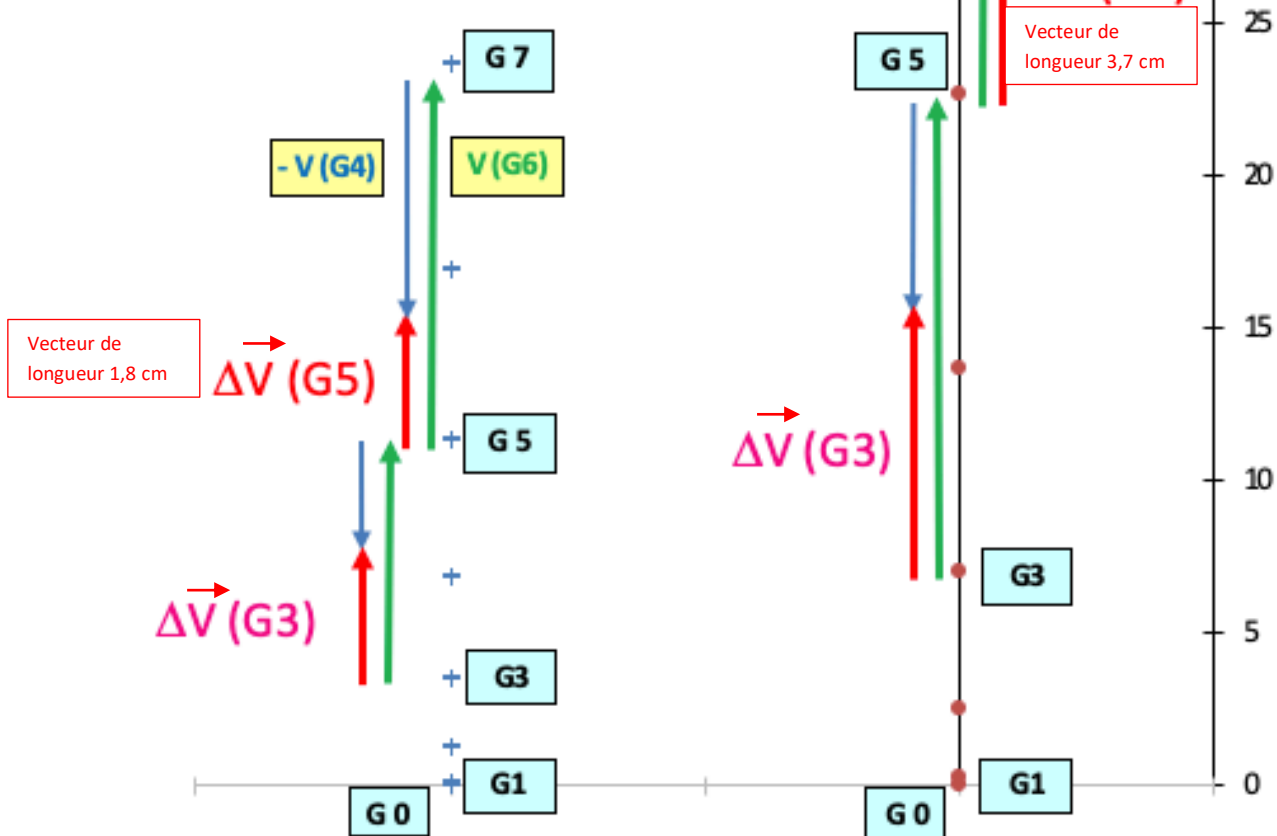 G 7
- V (G4)
V (G6)
Vecteur de
longueur 1,8 cm
ΔV (G5)
G 5
ΔV (G3)
G3
G1
G 0
Vecteur de
longueur 3,7 cm
G 5
ΔV (G3)
G3
G1
G 0
25
20
15
10
5
0